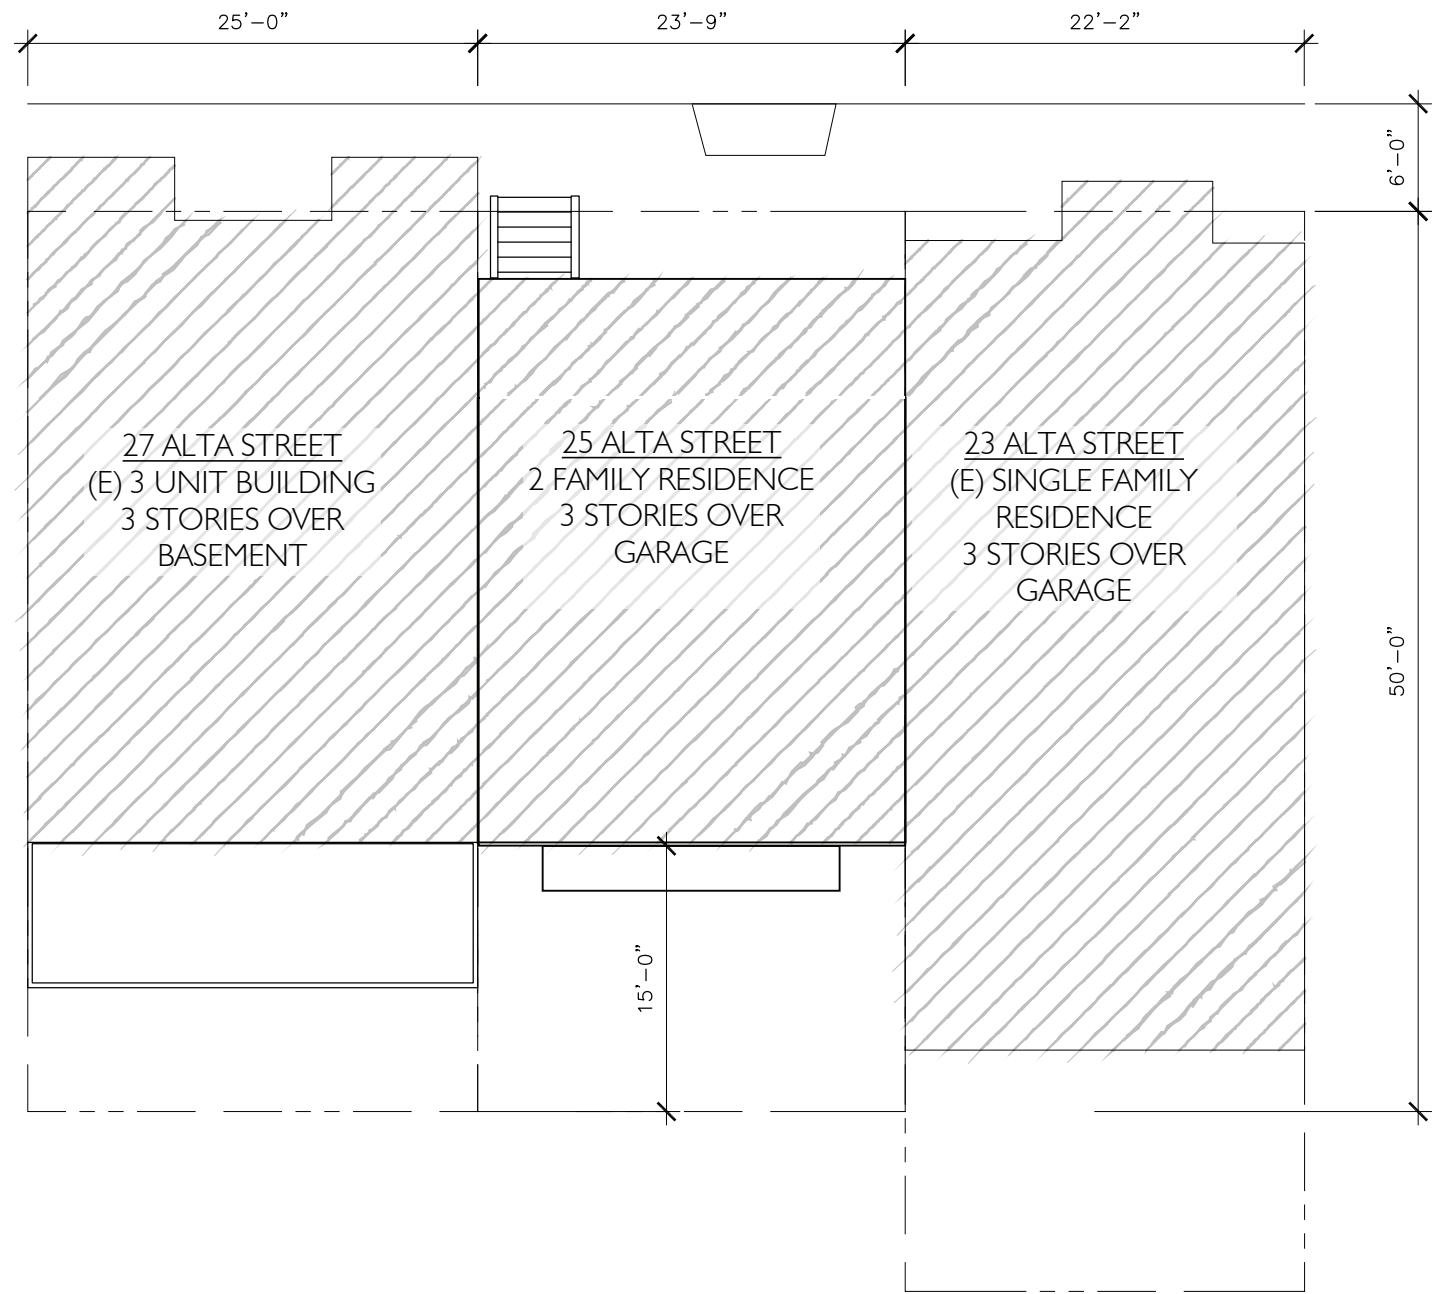 25'-0"
23'-9"
22'-2"
6'-0"
27 ALTA STREET
(E) 3 UNIT BUILDING
3 STORIES OVER
BASEMENT
25 ALTA STREET
2 FAMILY RESIDENCE
3 STORIES OVER
GARAGE
23 ALTA STREET
(E) SINGLE FAMILY
RESIDENCE
3 STORIES OVER
GARAGE
50'-0"
15'-0"